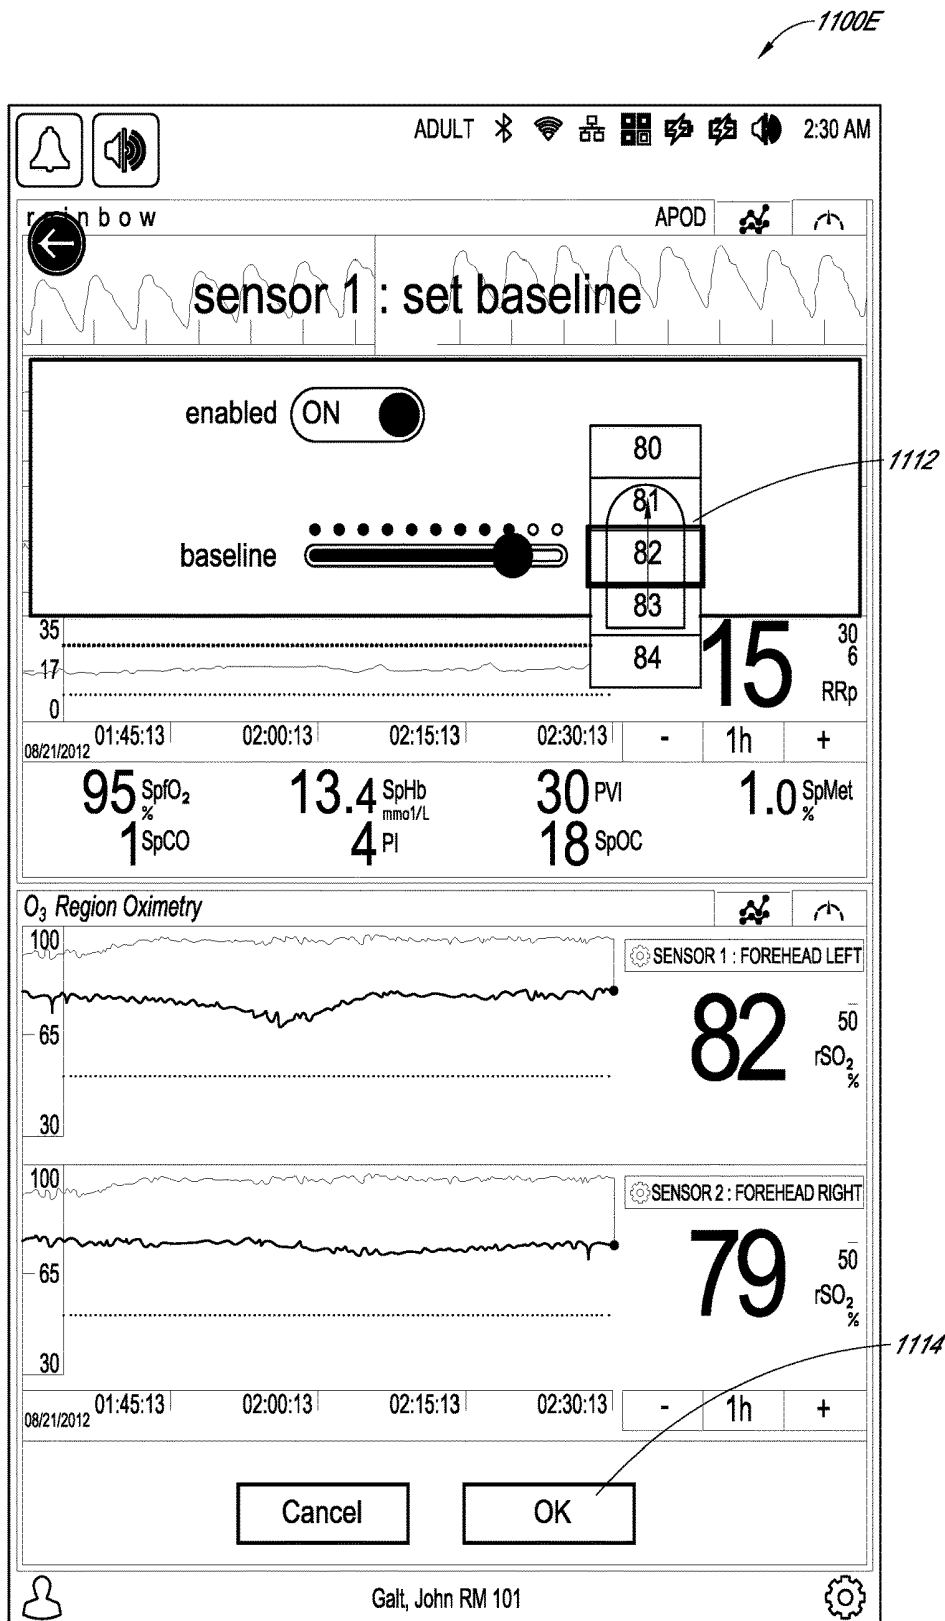 1100E
ADULT 2:30 AM
rainbow APOD
sensor 1 : set baseline
enabled ON
80
1112
81
baseline 82
83
84
35
17
0
15
30
6
RRp
08/21/2012 01:45:13 02:00:13 02:15:13 02:30:13 - 1h +
95 SpfO2 % 13.4 SpHb mmo1/L 30 PVI 1.0 SpMet %
1 SpCO 4 PI 18 SpOC
O3 Region Oximetry
100
65
30
SENSOR 1 : FOREHEAD LEFT
82
50
rSO2
%
100
65
30
SENSOR 2 : FOREHEAD RIGHT
79
50
rSO2
%
1114
08/21/2012 01:45:13 02:00:13 02:15:13 02:30:13 - 1h +
Cancel OK
Galt, John RM 101